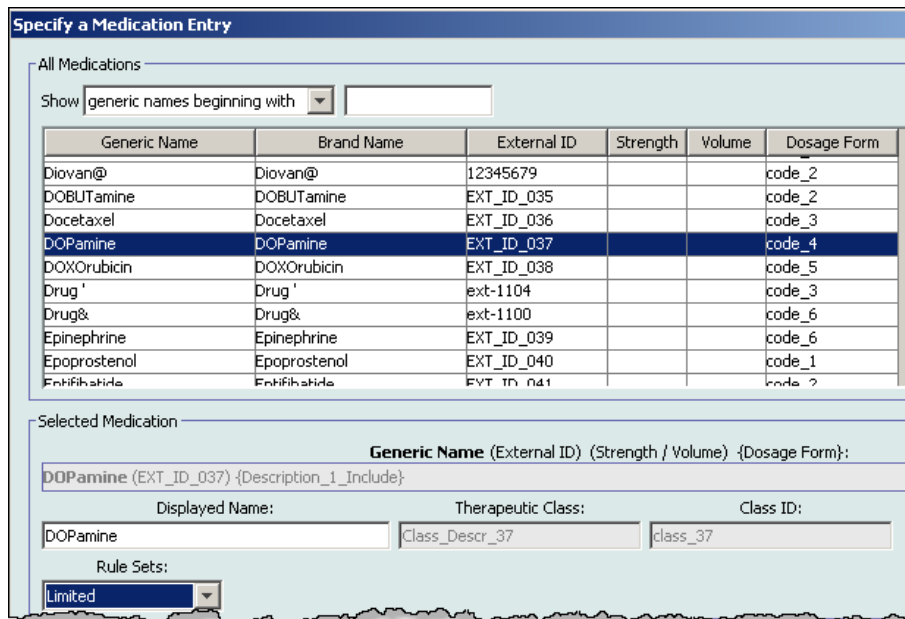 Specify a Medication Entry
All Medications
Show generic names beginning with
Generic Name Brand Name External ID Strength Volume Dosage Form
Diovan@ Diovan@ 12345679 code_2
DOBUTamine DOBUTamine EXT_ID_035 code_2
Docetaxel Docetaxel EXT_ID_036 code_3
DOPamine DOPamine EXT_ID_037 code_4
DOXOrubicin DOXOrubicin EXT_ID_038 code_5
Drug ' Drug ' ext-1104 code_3
Drug& Drug& ext-1100 code_6
Epinephrine Epinephrine EXT_ID_039 code_6
Epoprostenol Epoprostenol EXT_ID_040 code_1
Eptifibatide Eptifibatide EXT_ID_041 code_2
Selected Medication
Generic Name (External ID) (Strength / Volume) {Dosage Form}:
DOPamine (EXT_ID_037) {Description_1_Include}
Displayed Name: Therapeutic Class: Class ID:
DOPamine Class_Descr_37 class_37
Rule Sets:
Limited